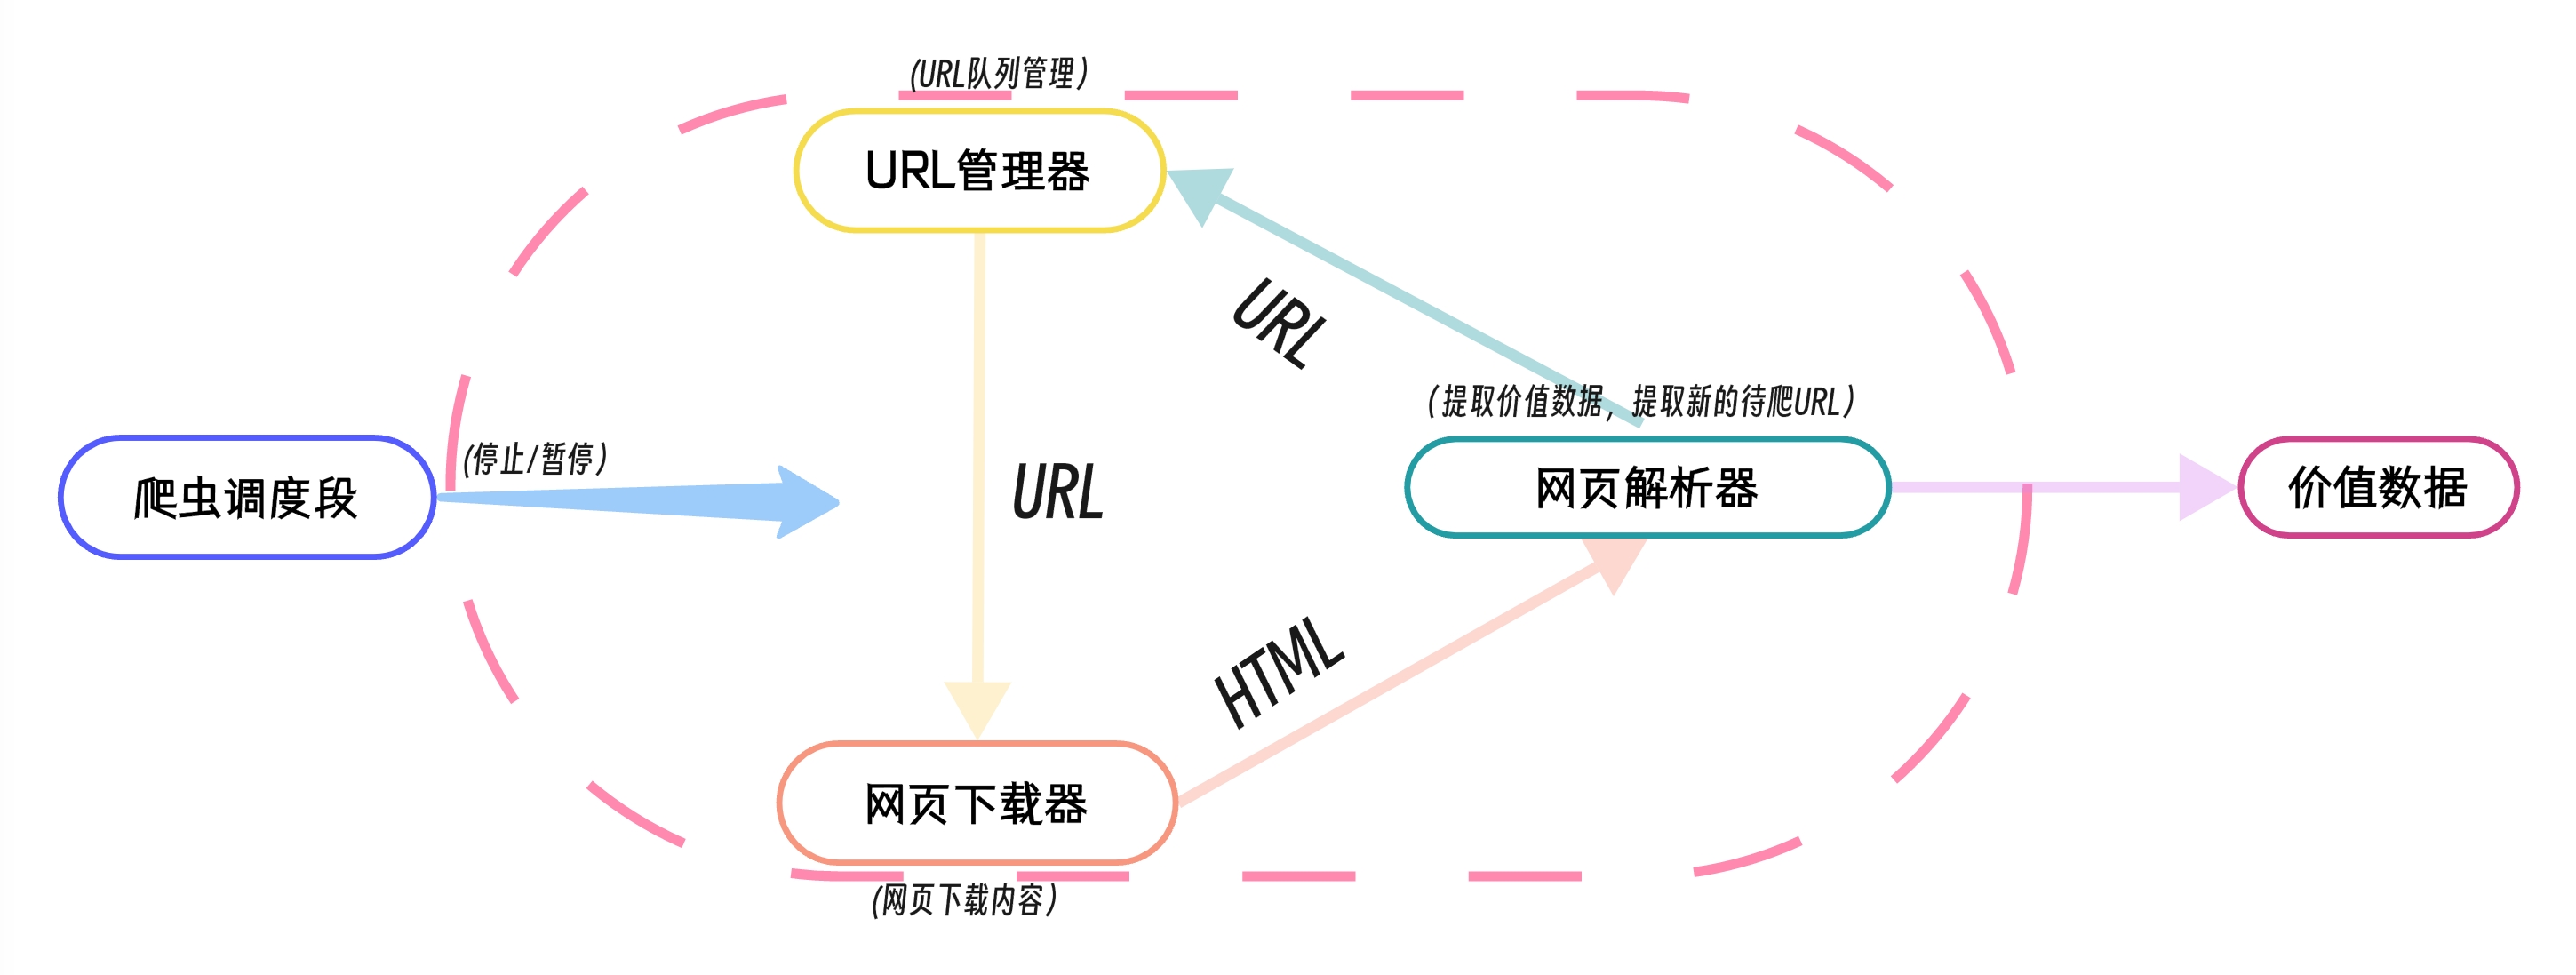 (URL队列管理）
URL管理器
URL
（提取价值数据，提取新的待爬URL）
(停止/暂停）
爬虫调度段
URL
网页解析器
价值数据
HTML
网页下载器
(网页下载内容）